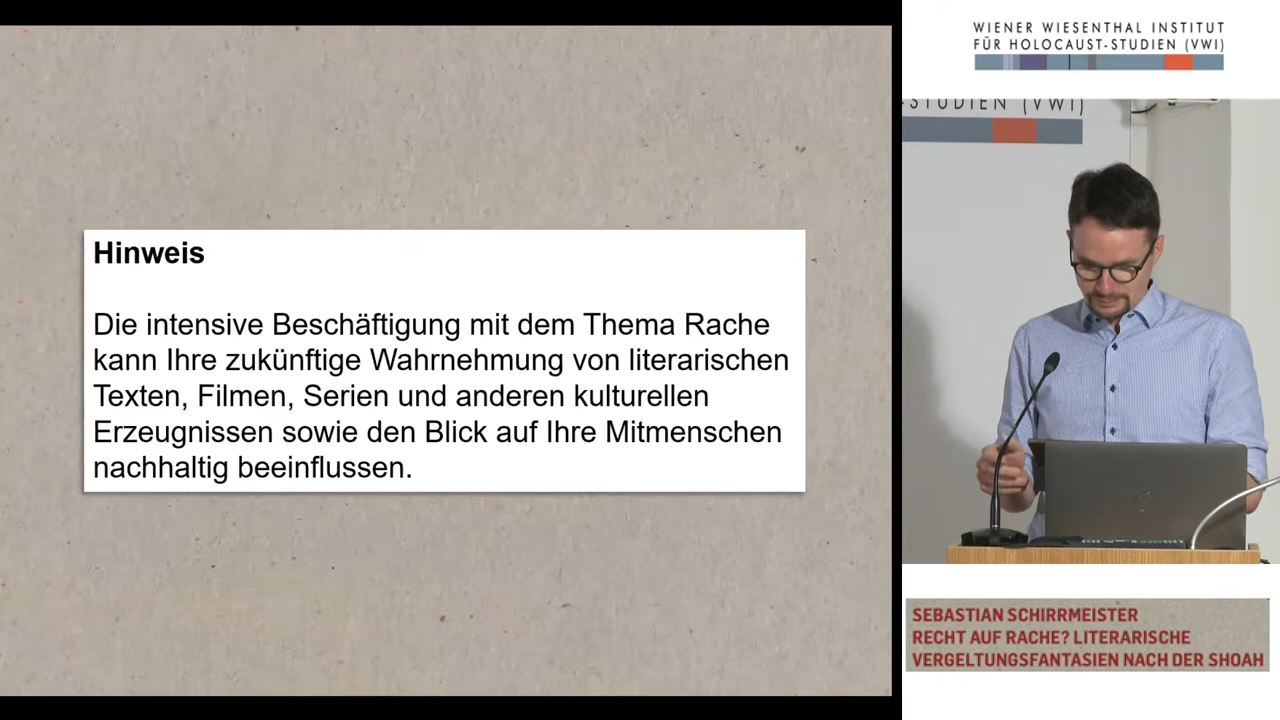 Hinweis
Die intensive Beschäftigung mit dem Thema Rache
kann Ihre zukünftige Wahrnehmung von literarischen
Texten, Filmen, Serien und anderen kulturellen
Erzeugnissen sowie den Blick auf Ihre Mitmenschen
nachhaltig beeinflussen.
WIENER WIESENTHAL INSTITUT
FÜR HOLOCAUST-STUDIEN (VWI)
-STUDIEN (VWI)
SEBASTIAN SCHIRRMEISTER
RECHT AUF RACHE? LITERARISCHE
VERGELTUNGSFANTASIEN NACH DER SHOAH